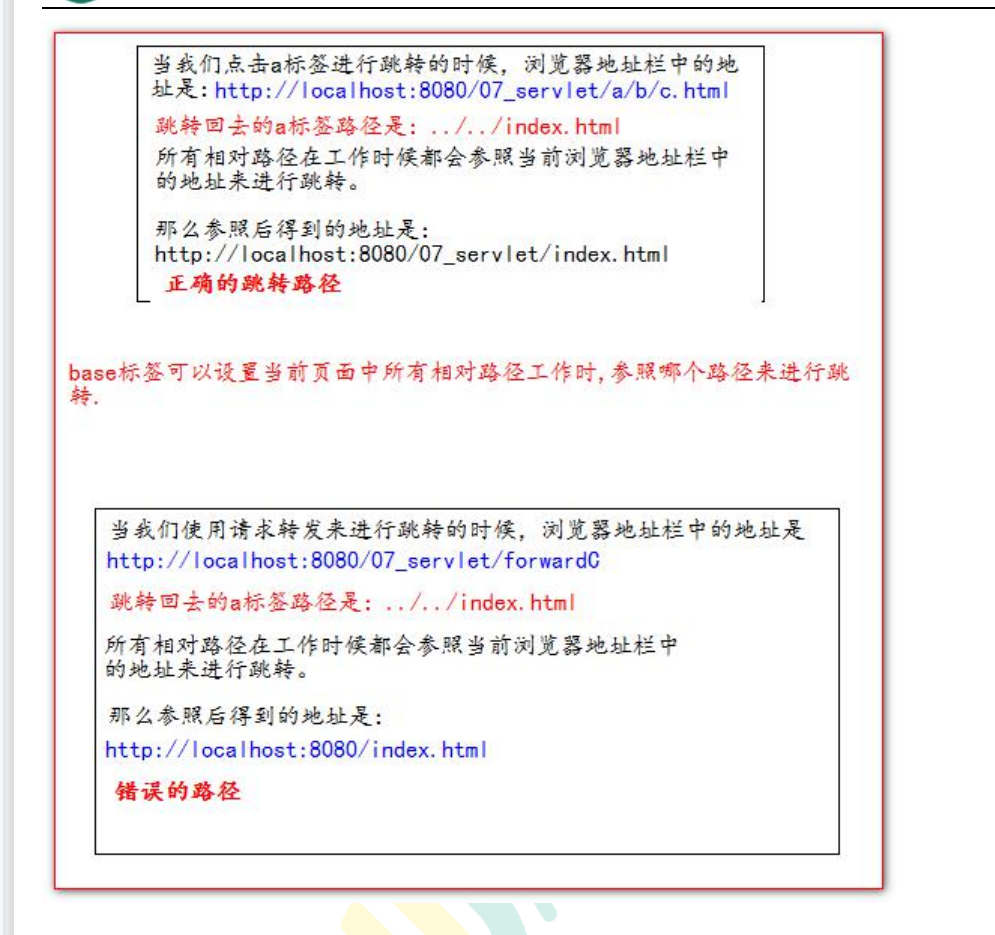 当我们点击a标签进行跳转的时候，浏览器地址栏中的地
址是：http://localhost:8080/07_servlet/a/b/c.html
跳转回去的a标签路径是：../../index.html
所有相对路径在工作时候都会参照当前浏览器地址栏中
的地址来进行跳转。
那么参照后得到的地址是：
http://localhost:8080/07_servlet/index.html
正确的跳转路径
base标签可以设置当前页面中所有相对路径工作时,参照哪个路径来进行跳
转.
当我们使用请求转发来进行跳转的时候，浏览器地址栏中的地址是
http://localhost:8080/07_servlet/forwardC
跳转回去的a标签路径是：../../index.html
所有相对路径在工作时候都会参照当前浏览器地址栏中
的地址来进行跳转。
那么参照后得到的地址是：
http://localhost:8080/index.html
错误的路径